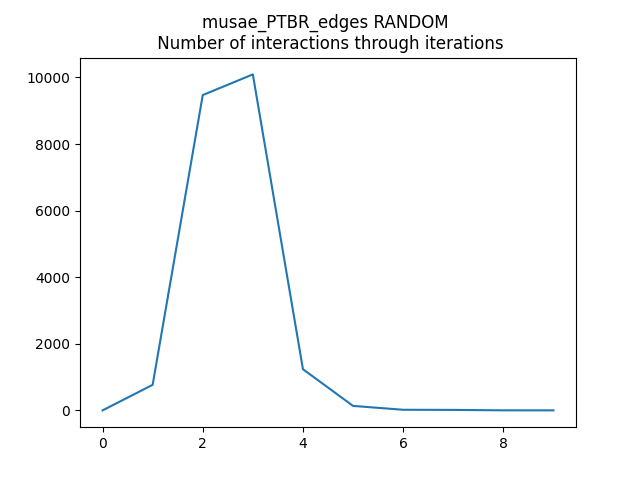 musae_PTBR_edges RANDOM
Number of interactions through iterations
10000
8000
6000
4000
2000
0
0 2 4 6 8